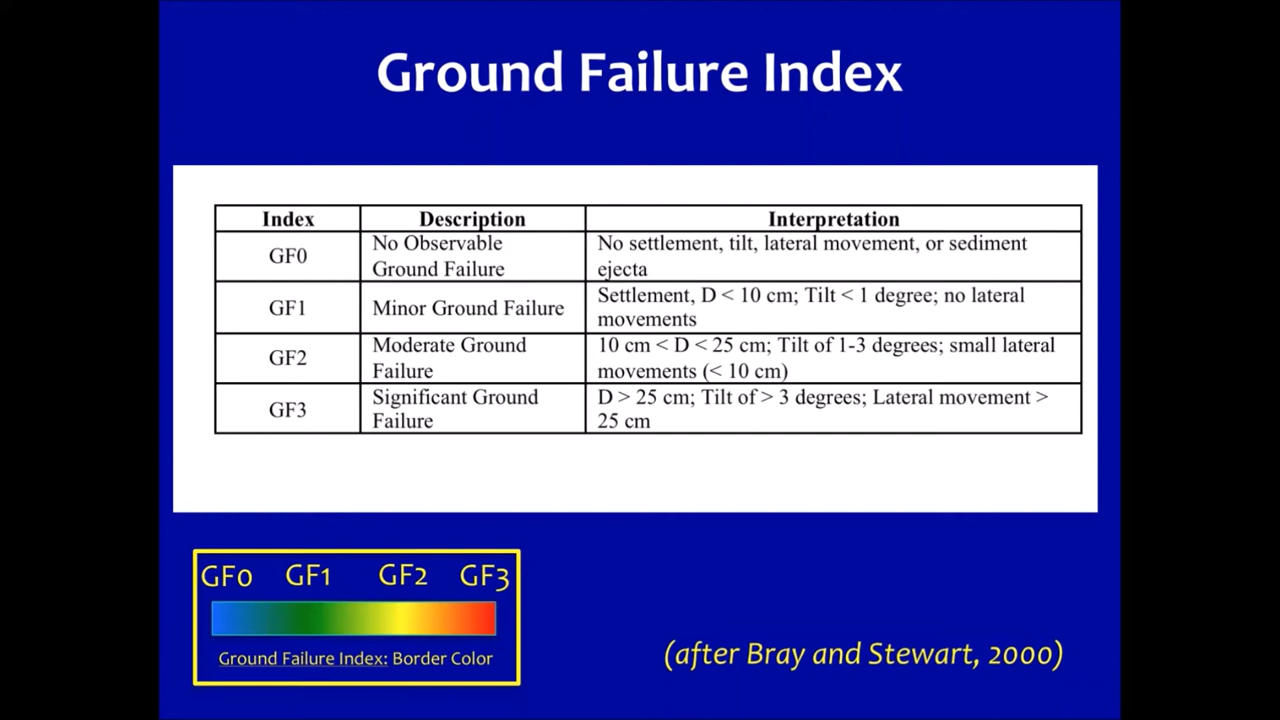 Ground Failure Index
Index Description Interpretation
GF0 No Observable Ground Failure No settlement, tilt, lateral movement, or sediment ejecta
GF1 Minor Ground Failure Settlement, D < 10 cm; Tilt < 1 degree; no lateral movements
GF2 Moderate Ground Failure 10 cm < D < 25 cm; Tilt of 1-3 degrees; small lateral movements (< 10 cm)
GF3 Significant Ground Failure D > 25 cm; Tilt of > 3 degrees; Lateral movement > 25 cm
GF0 GF1 GF2 GF3
Ground Failure Index: Border Color
(after Bray and Stewart, 2000)